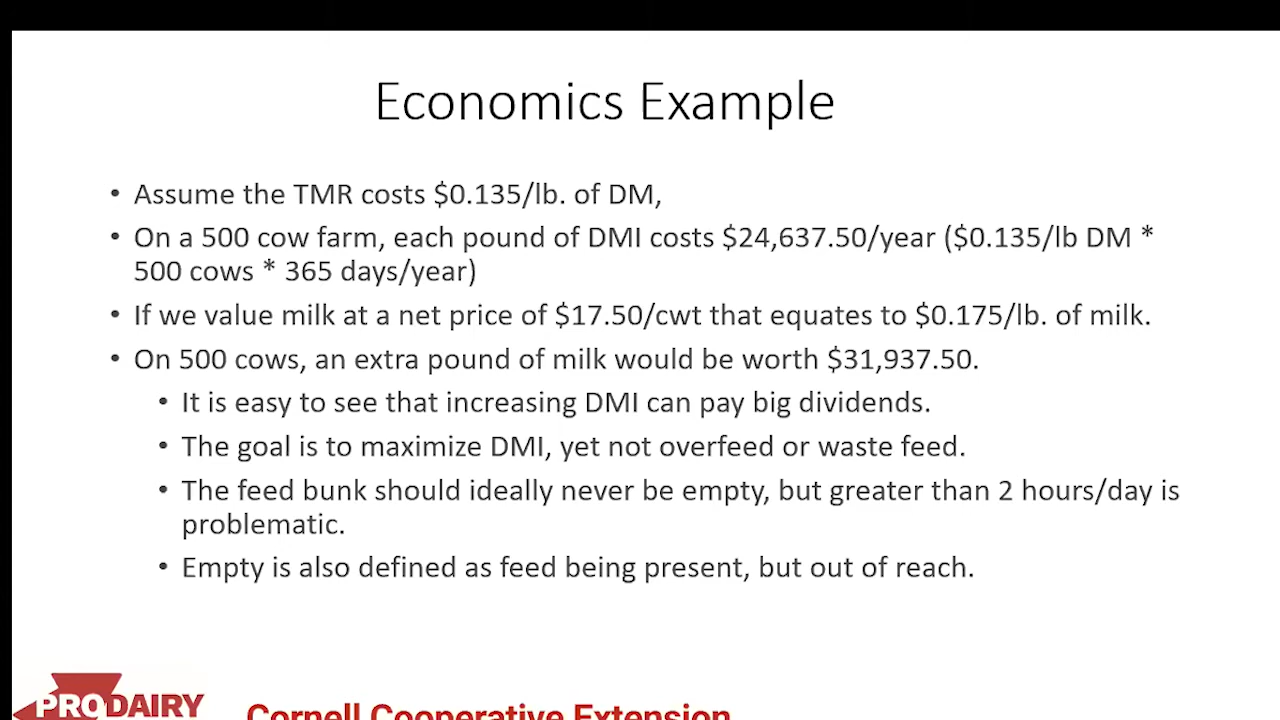 Economics Example
• Assume the TMR costs $0.135/lb. of DM,
• On a 500 cow farm, each pound of DMI costs $24,637.50/year ($0.135/lb DM *
500 cows * 365 days/year)
• If we value milk at a net price of $17.50/cwt that equates to $0.175/lb. of milk.
• On 500 cows, an extra pound of milk would be worth $31,937.50.
• It is easy to see that increasing DMI can pay big dividends.
• The goal is to maximize DMI, yet not overfeed or waste feed.
• The feed bunk should ideally never be empty, but greater than 2 hours/day is
problematic.
• Empty is also defined as feed being present, but out of reach.
PRODAIRY
Cornell Cooperative Extension